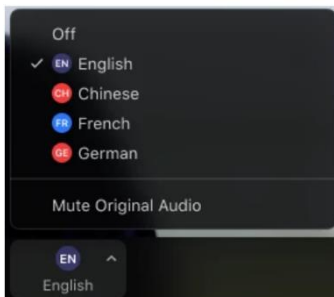 Off
EN English
CH Chinese
FR French
GE German
Mute Original Audio
EN
English